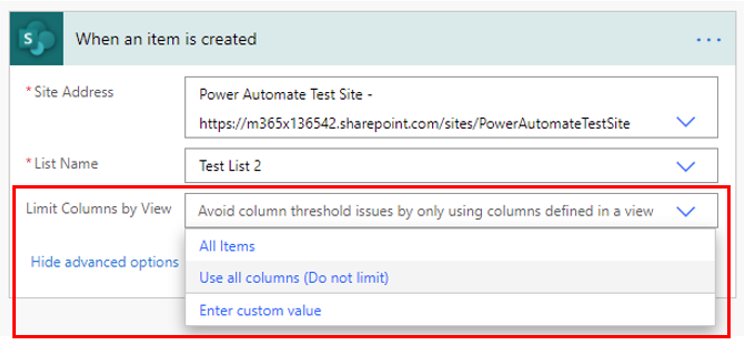 S
When an item is created
...
* Site Address
Power Automate Test Site -
https://m365x136542.sharepoint.com/sites/PowerAutomateTestSite
* List Name
Test List 2
Limit Columns by View
Avoid column threshold issues by only using columns defined in a view
All Items
Hide advanced options
Use all columns (Do not limit)
Enter custom value